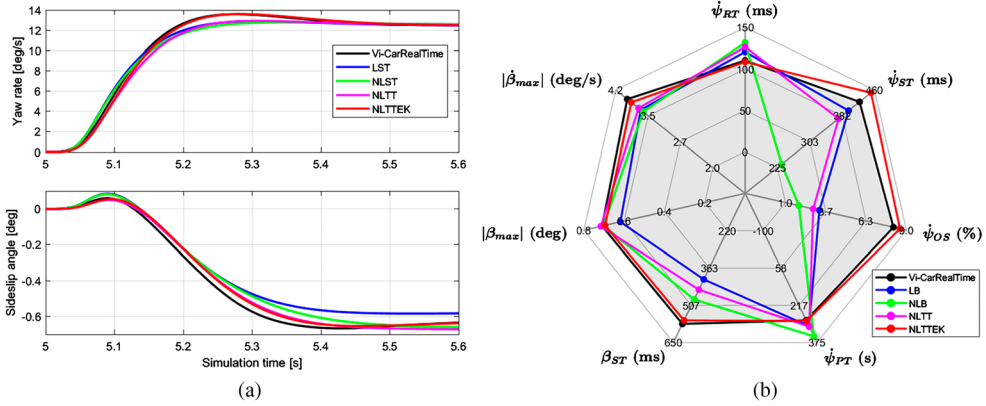 14
12
10
8
6
4
2
0
Yaw rate [deg/s]
Vi-CarRealTime
LST
NLST
NLTT
NLTTEK
5
5.1
5.2
5.3
5.4
5.5
5.6
0
-0.2
-0.4
-0.6
Sideslip angle [deg]
5
5.1
5.2
5.3
5.4
5.5
5.6
Simulation time [s]
(a)
ψ̇RT (ms)
150
100
50
0
|β̇max| (deg/s)
4.2
3.5
2.7
2.0
ψ̇ST (ms)
460
382
303
225
|βmax| (deg)
0.8
0.4
0.2
ψ̇OS (%)
9.0
6.3
3.7
1.0
βST (ms)
650
507
363
220
ψ̇PT (s)
375
217
58
-100
Vi-CarRealTime
LB
NLB
NLTT
NLTTEK
(b)